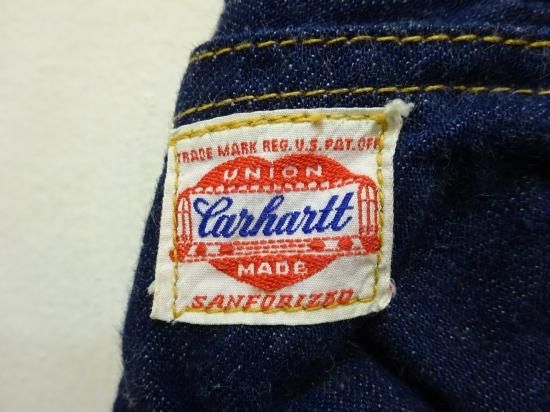 TRADE MARK REG. U.S. PAT. OFF
UNION
Carhartt
MADE
SANFORIZED